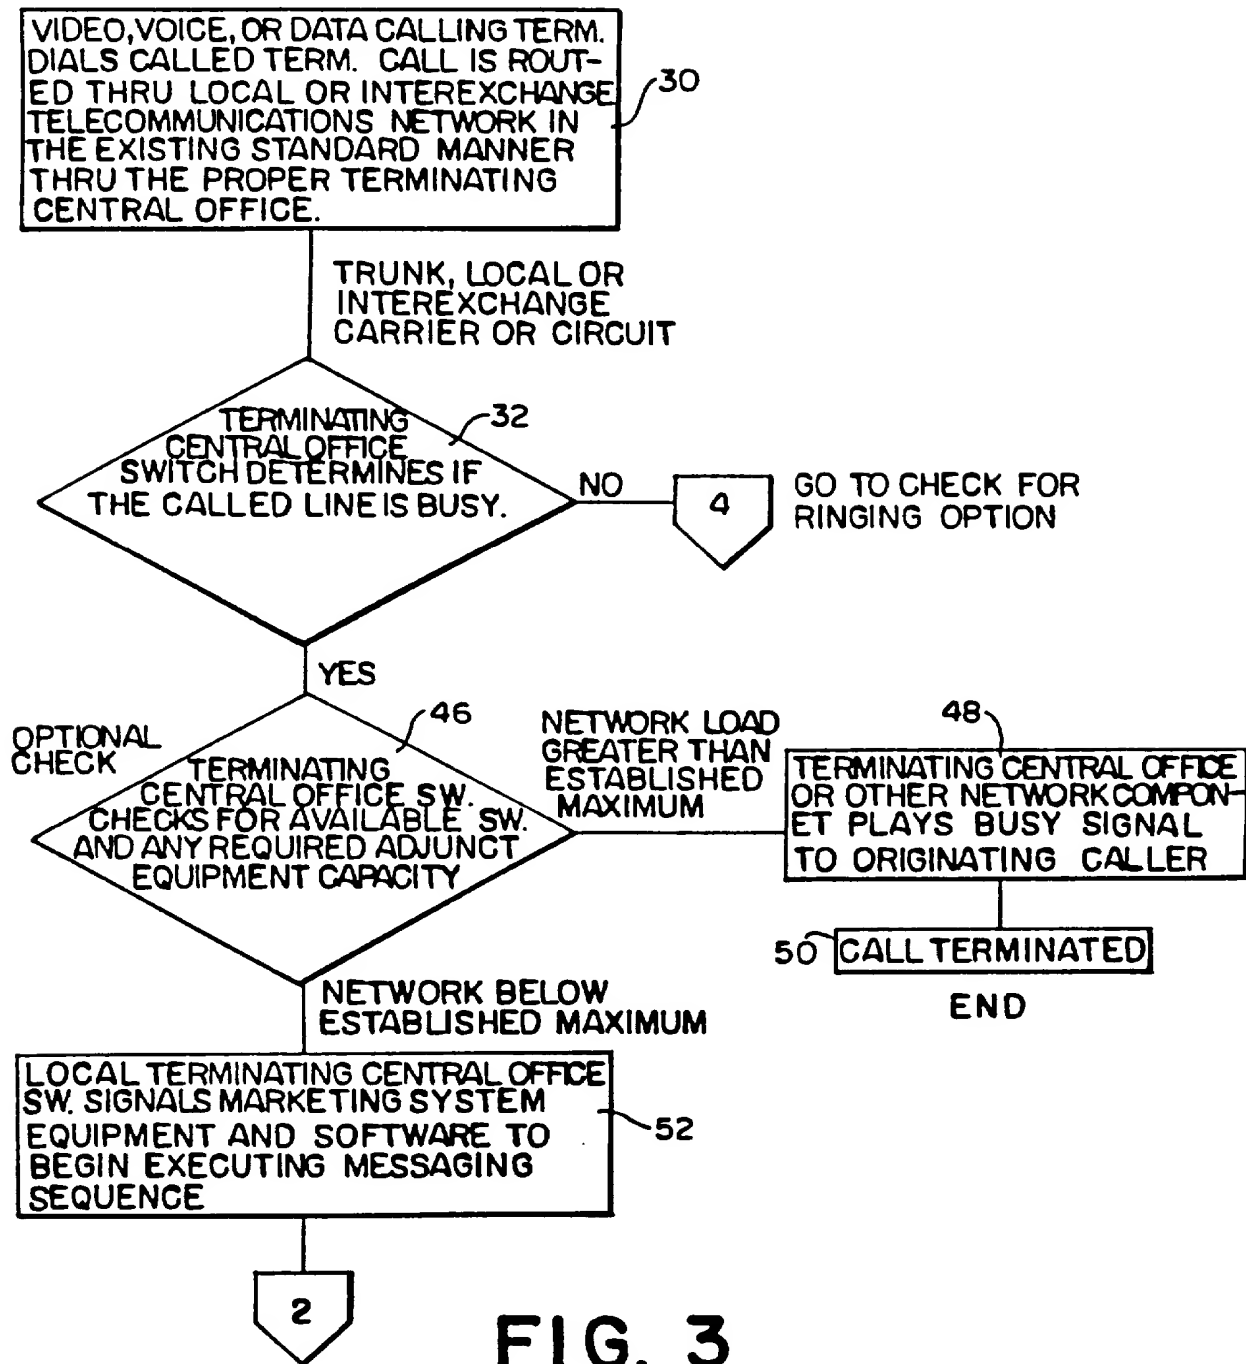 VIDEO, VOICE, OR DATA CALLING TERM.
DIALS CALLED TERM. CALL IS ROUT-
ED THRU LOCAL OR INTEREXCHANGE
TELECOMMUNICATIONS NETWORK IN
THE EXISTING STANDARD MANNER
THRU THE PROPER TERMINATING
CENTRAL OFFICE.
30
TRUNK, LOCAL OR
INTEREXCHANGE
CARRIER OR CIRCUIT
TERMINATING
CENTRAL OFFICE
SWITCH DETERMINES IF
THE CALLED LINE IS BUSY.
32
NO
4
GO TO CHECK FOR
RINGING OPTION
YES
OPTIONAL
CHECK
46
TERMINATING
CENTRAL OFFICE SW.
CHECKS FOR AVAILABLE SW.
AND ANY REQUIRED ADJUNCT
EQUIPMENT CAPACITY
NETWORK LOAD
GREATER THAN
ESTABLISHED
MAXIMUM
48
TERMINATING CENTRAL OFFICE
OR OTHER NETWORK COMPON-
ET PLAYS BUSY SIGNAL
TO ORIGINATING CALLER
50
CALL TERMINATED
END
NETWORK BELOW
ESTABLISHED MAXIMUM
LOCAL TERMINATING CENTRAL OFFICE
SW. SIGNALS MARKETING SYSTEM
EQUIPMENT AND SOFTWARE TO
BEGIN EXECUTING MESSAGING
SEQUENCE
52
2
FIG. 3